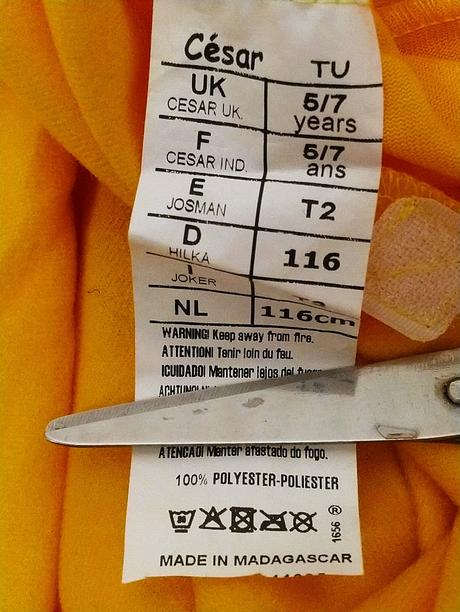 César TU
UK 5/7
CESAR UK. years
F 5/7
CESAR IND. ans
E T2
JOSMAN
D 116
HILKA
JOKER
NL 116cm
WARNING! Keep away from fire.
ATTENTION! Tenir loin du feu.
¡CUIDADO! Mantener lejos del
ATENCAO! Manter afastado do fogo.
100% POLYESTER-POLIESTER
1656 ®
MADE IN MADAGASCAR